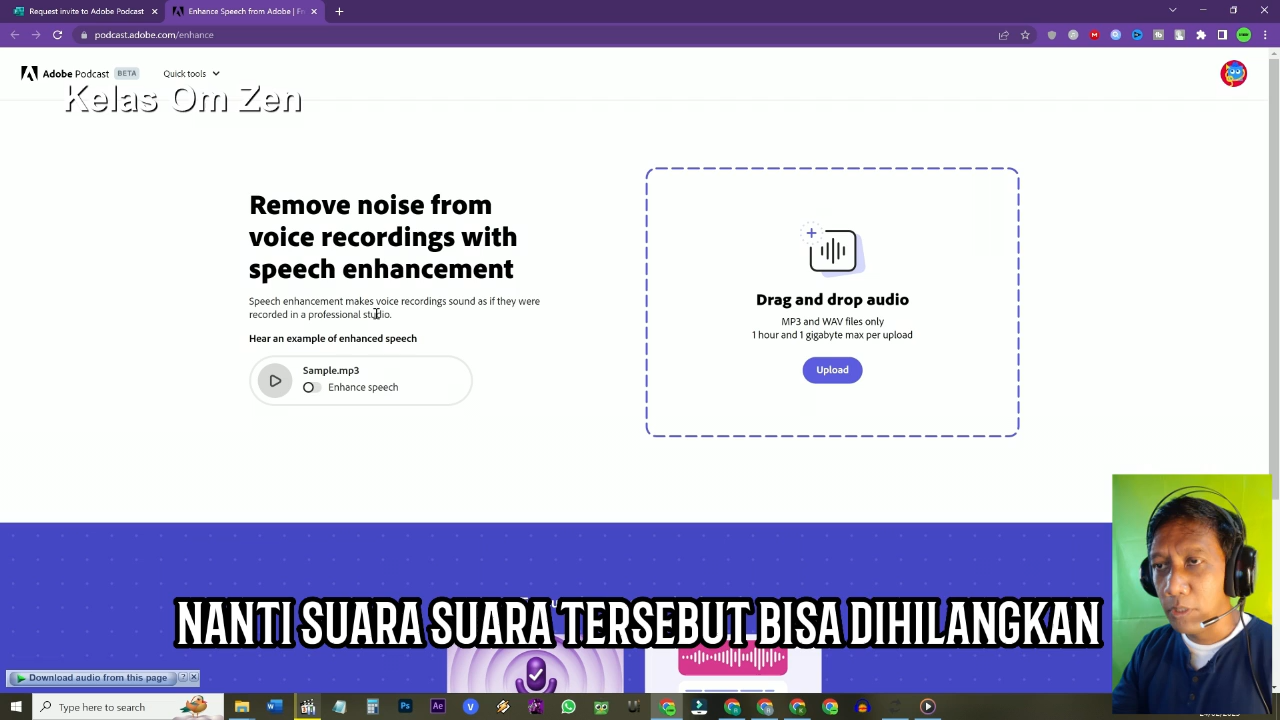 Request invite to Adobe Podcast
Enhance Speech from Adobe | Fr
podcast.adobe.com/enhance
Adobe Podcast BETA Quick tools
Kelas Om Zen
Remove noise from
voice recordings with
speech enhancement
Speech enhancement makes voice recordings sound as if they were
recorded in a professional studio.
Hear an example of enhanced speech
Sample.mp3
Enhance speech
Drag and drop audio
MP3 and WAV files only
1 hour and 1 gigabyte max per upload
Upload
NANTI SUARA SUARA TERSEBUT BISA DIHILANGKAN
Download audio from this page ? X
Type here to search